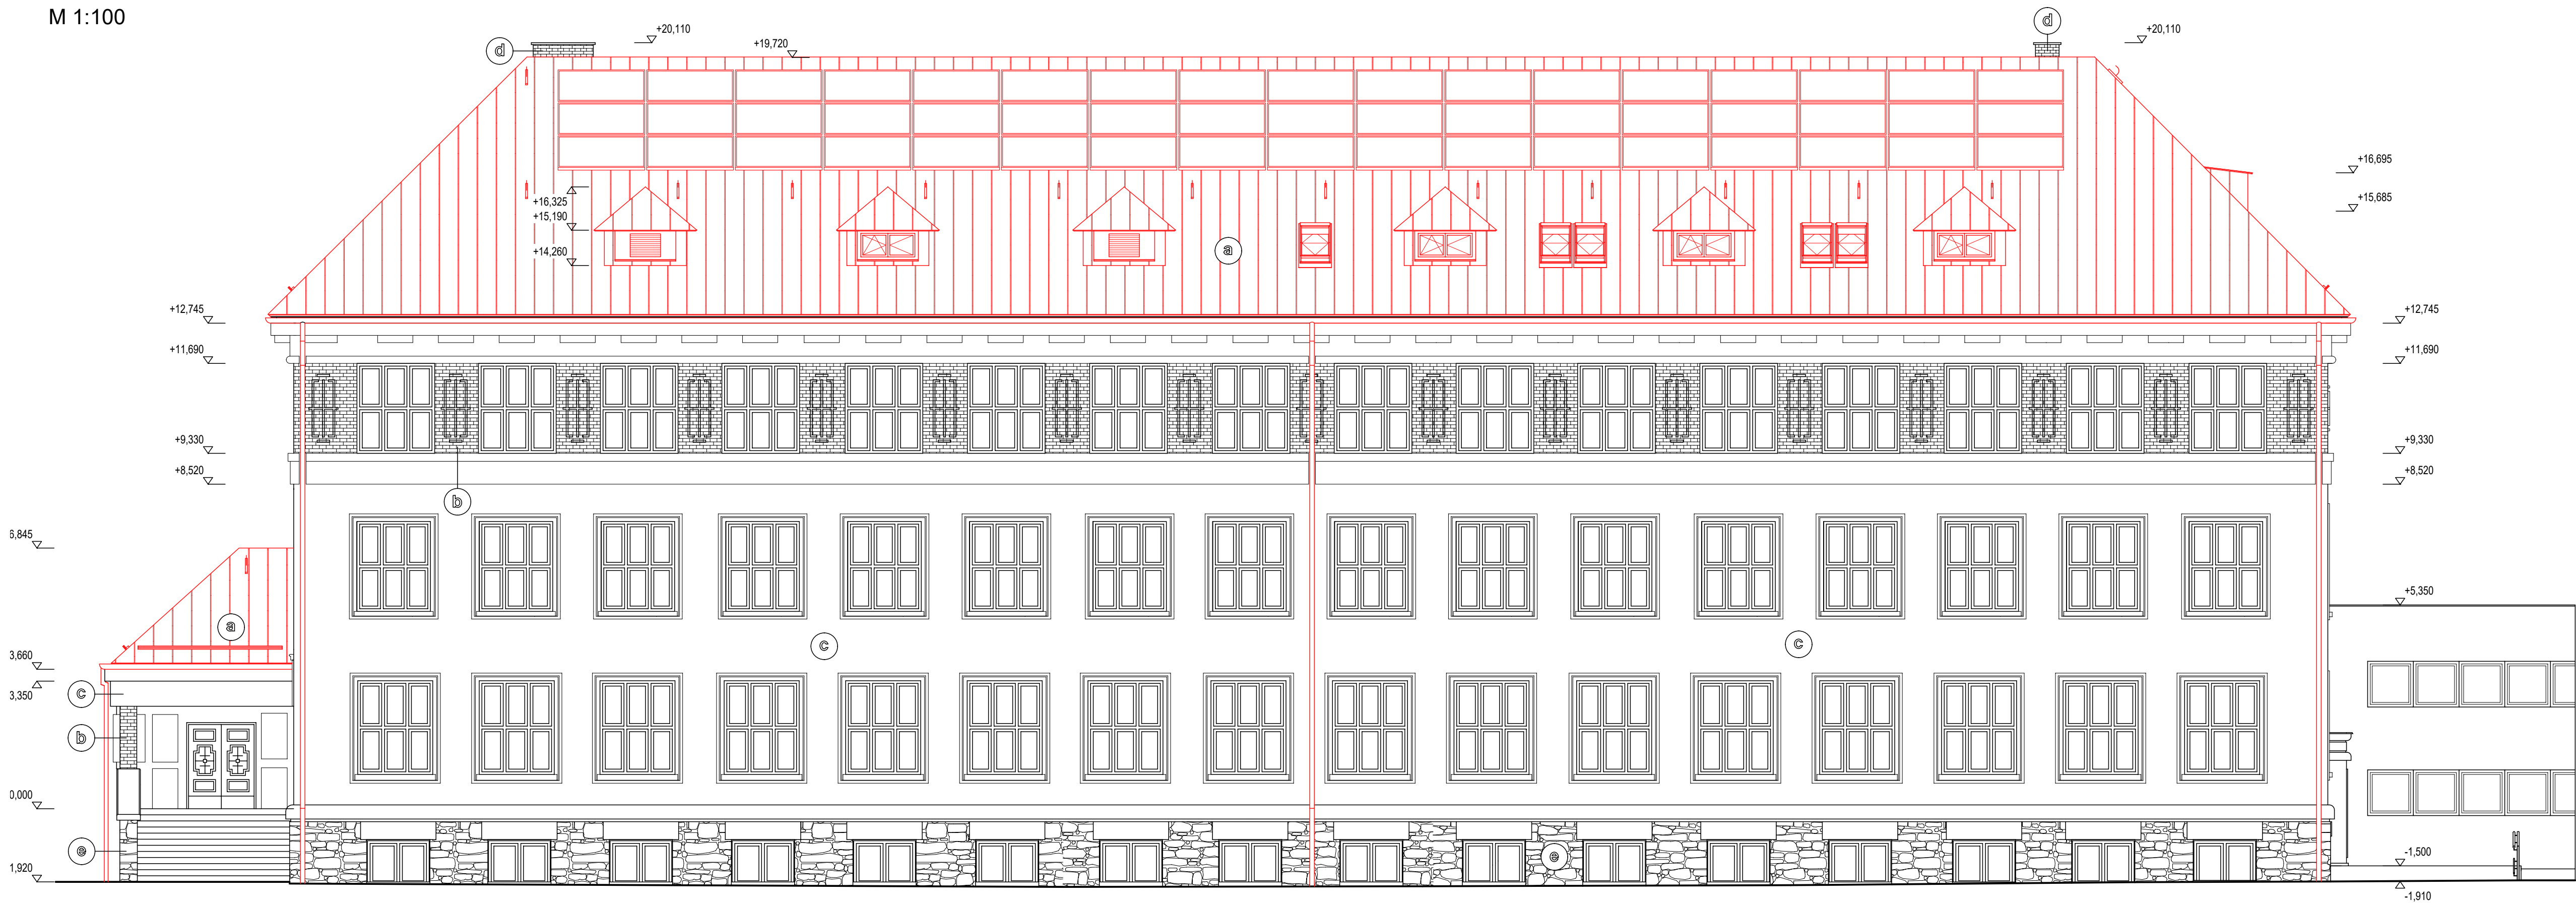 M 1:100
d
+20,110
+19,720
d
+20,110
+16,695
+16,325
+15,190
+14,260
+15,685
a
+12,745
+12,745
+11,690
+11,690
+9,330
+9,330
+8,520
+8,520
b
6,845
+5,350
a
c
c
3,660
3,350
c
b
0,000
e
e
-1,500
1,920
-1,910